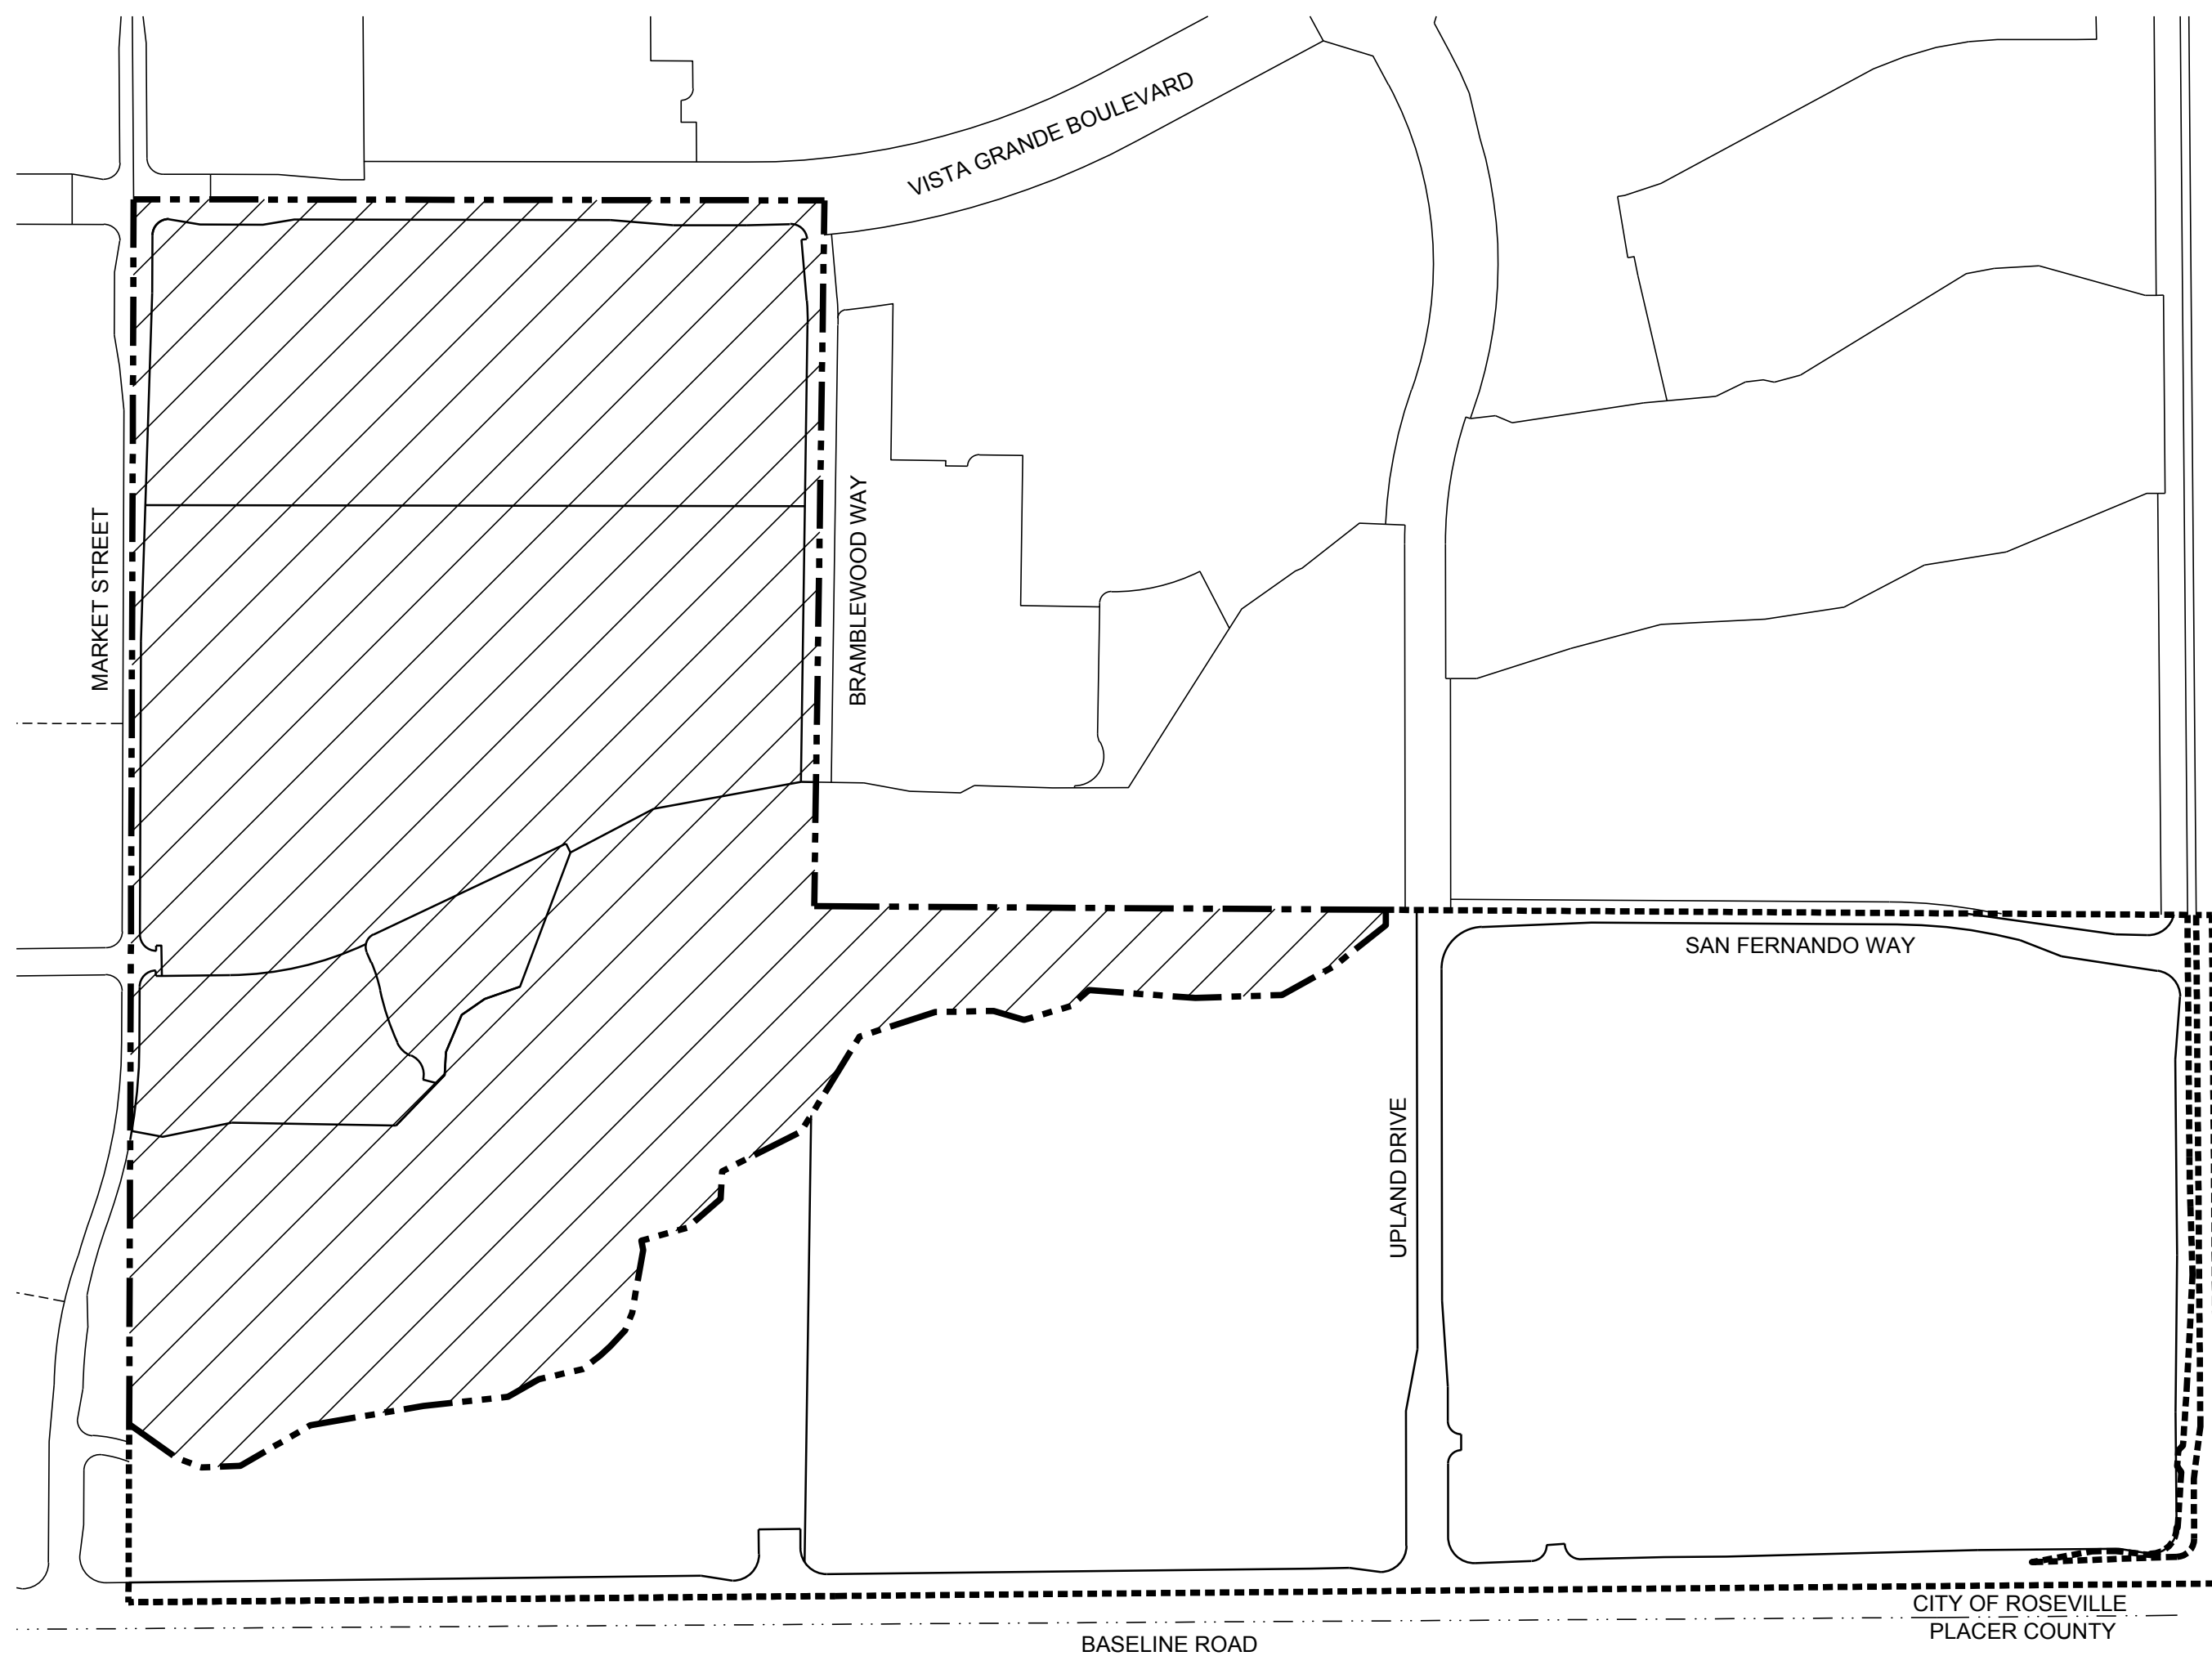 VISTA GRANDE BOULEVARD
MARKET STREET
BRAMBLEWOOD WAY
SAN FERNANDO WAY
UPLAND DRIVE
CITY OF ROSEVILLE
PLACER COUNTY
BASELINE ROAD